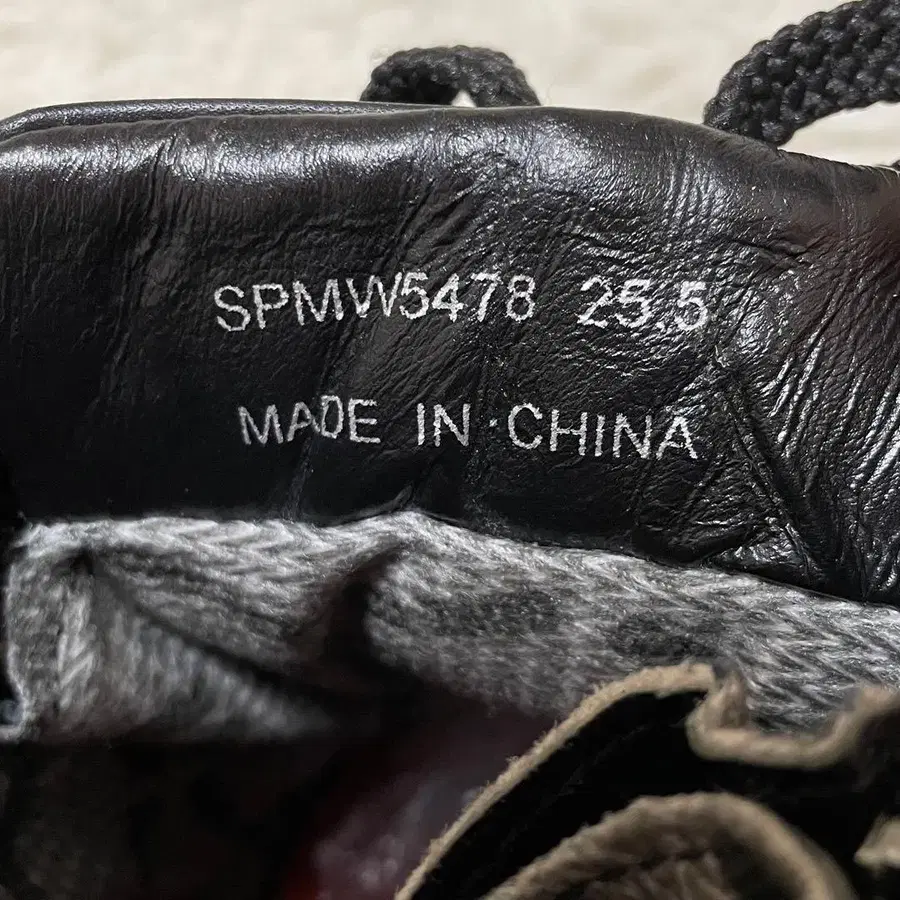 SPMW5478 25.5
MADE IN CHINA